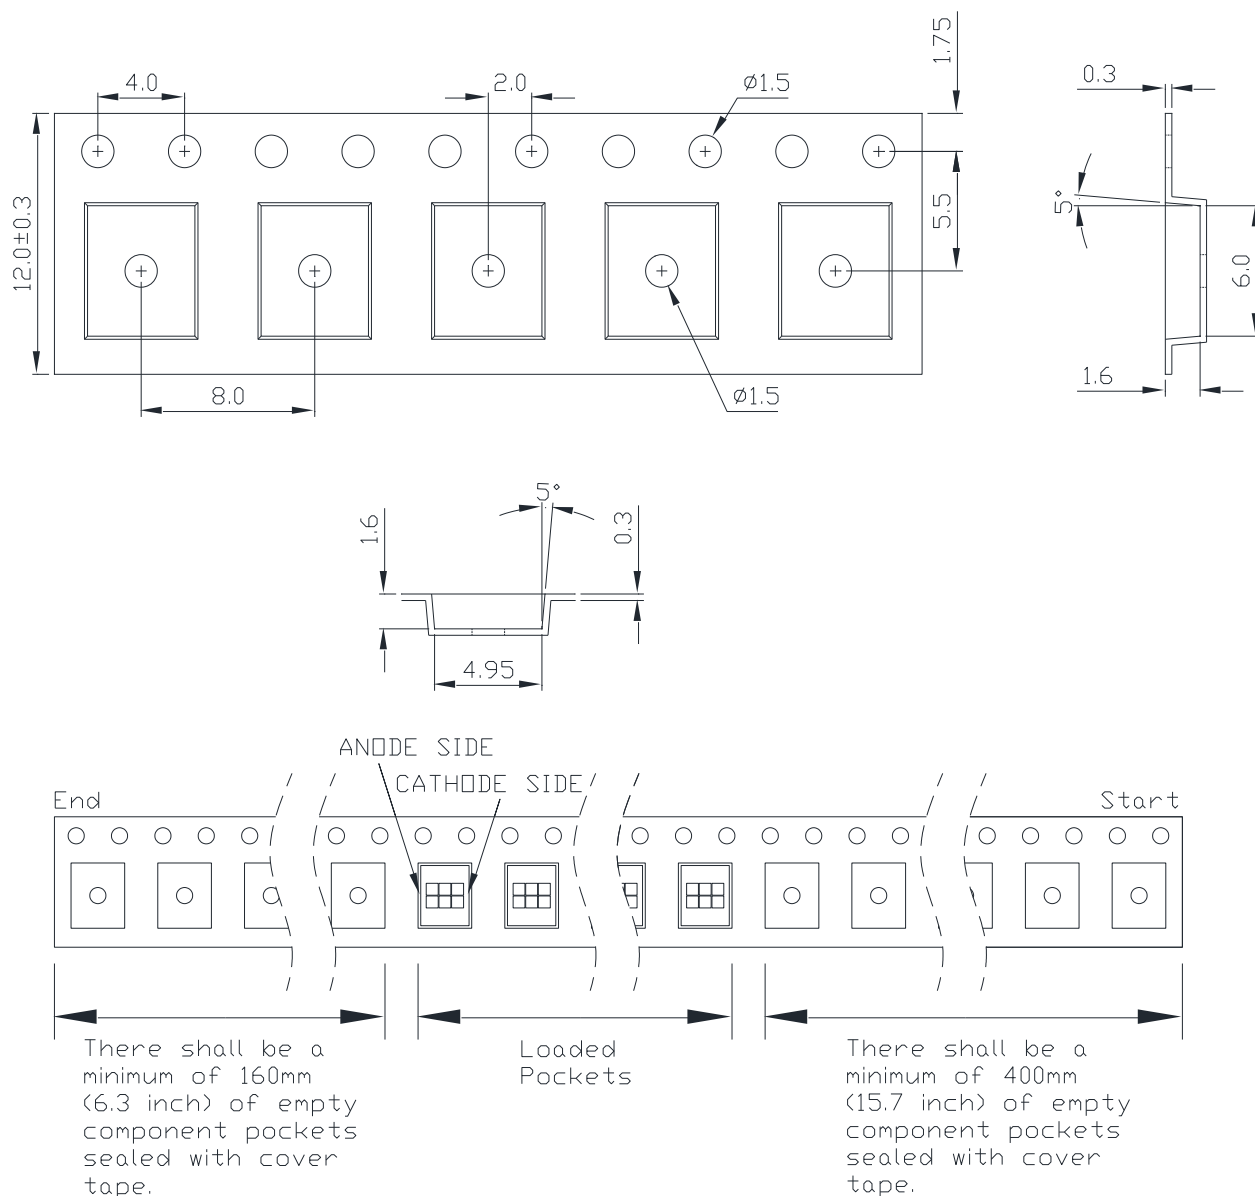 1.75
4.0
2.0
ø1.5
0.3
12.0±0.3
5.5
5°
6.0
8.0
ø1.5
1.6
5°
1.6
0.3
4.95
ANODE SIDE
CATHODE SIDE
End
Start
There shall be a
minimum of 160mm
(6.3 inch) of empty
component pockets
sealed with cover
tape.
Loaded
Pockets
There shall be a
minimum of 400mm
(15.7 inch) of empty
component pockets
sealed with cover
tape.